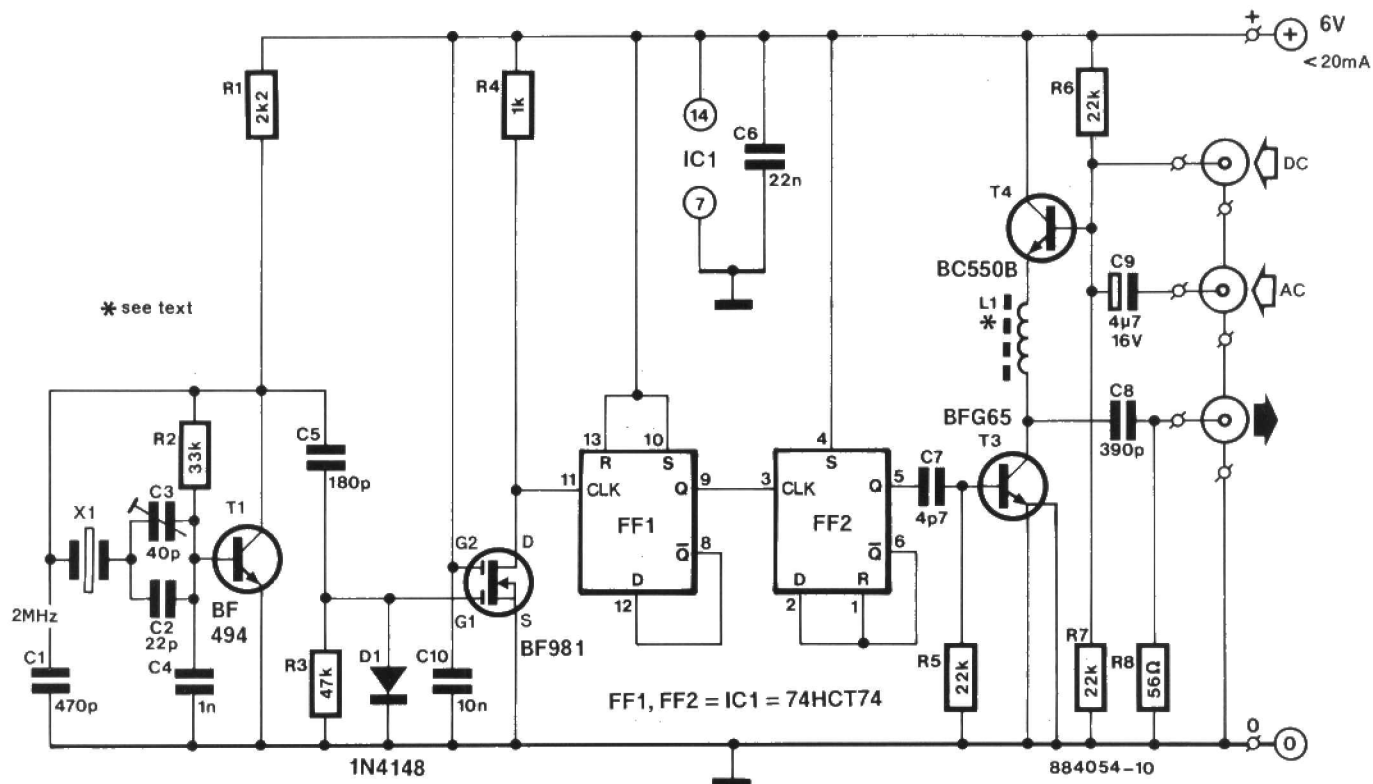 +
+
6V
< 20mA
R1
2k2
R4
1k
14
IC1
7
C6
22n
R6
22k
DC
T4
BC550B
C9
4µ7
16V
AC
* see text
L1
*
R2
33k
C5
180p
BFG65
T3
C8
390p
X1
C3
40p
T1
13
R
10
S
11
CLK
Q
9
FF1
Q̅
8
D
12
4
S
3
CLK
Q
5
FF2
Q̅
6
D
R
2
1
C7
4p7
G2
D
G1
S
BF981
2MHz
C2
22p
BF
494
C1
470p
C4
1n
R3
47k
D1
C10
10n
R5
22k
R7
22k
R8
56Ω
FF1, FF2 = IC1 = 74HCT74
0
0
1N4148
884054-10